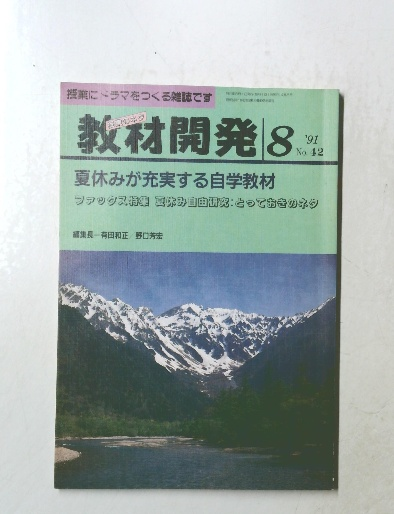 授業にドラマをつくる雑誌です
教材開発
8
'91
No.42
夏休みが充実する自学教材
ファックス特集 夏休み自由研究:とっておきのネタ
編集長=有田和正/野口芳宏